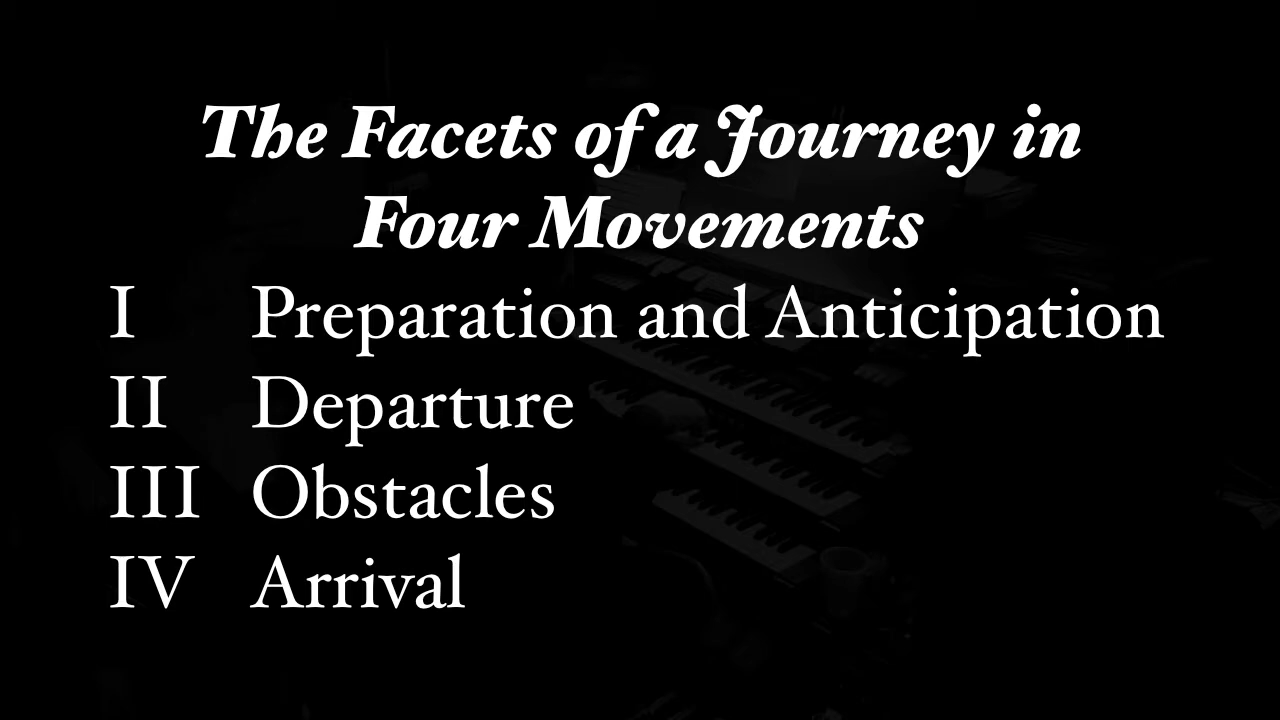 The Facets of a Journey in
Four Movements
I Preparation and Anticipation
II Departure
III Obstacles
IV Arrival